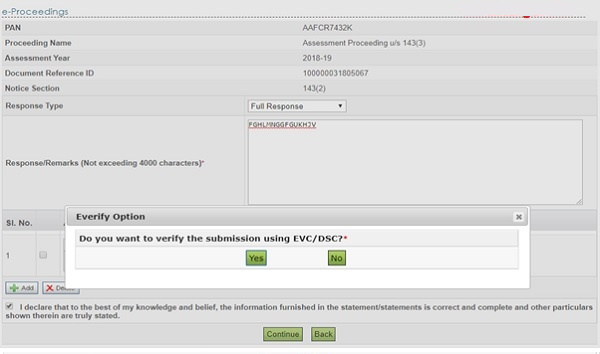 e-Proceedings
PAN AAFCR7432K
Proceeding Name Assessment Proceeding u/s 143(3)
Assessment Year 2018-19
Document Reference ID 100000031805067
Notice Section 143(2)
Response Type Full Response
FGHLMNGGFGUKHJV
Response/Remarks (Not exceeding 4000 characters)*
Sl. No.
Everify Option
Do you want to verify the submission using EVC/DSC?*
Yes No
1
Add
I declare that to the best of my knowledge and belief, the information furnished in the statement/statements is correct and complete and other particulars
shown therein are truly stated.
Continue Back